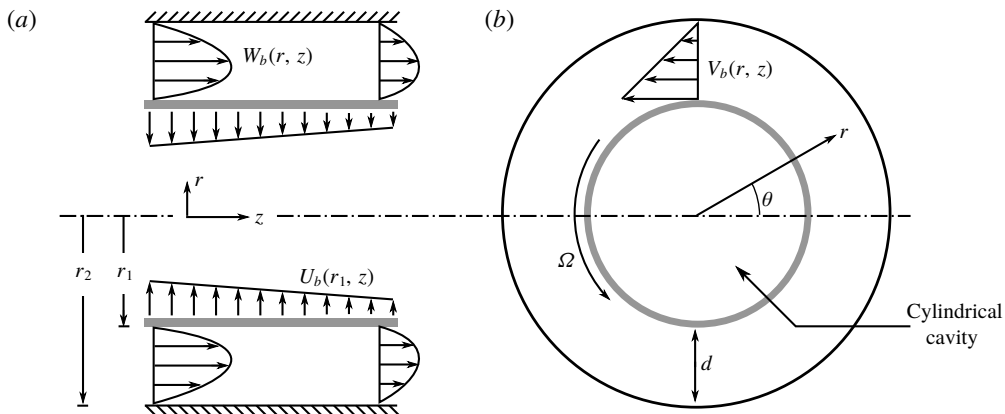 (a)
W_b(r, z)
r
z
r_2
r_1
U_b(r_1, z)
(b)
V_b(r, z)
r
θ
Ω
Cylindrical
cavity
d